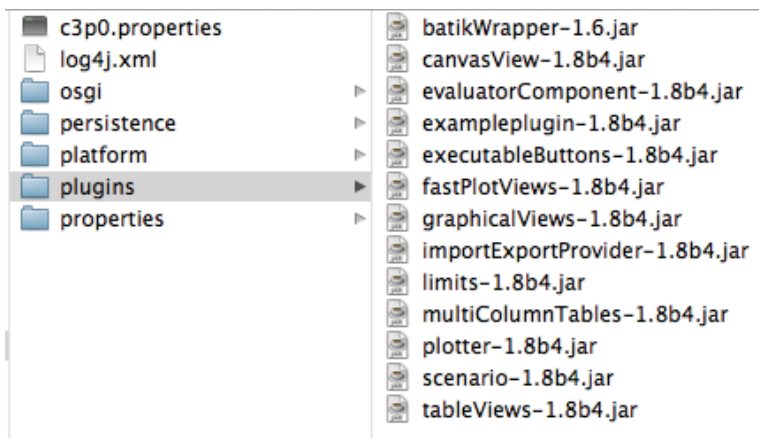 c3p0.properties
log4j.xml
osgi
persistence
platform
plugins
properties
batikWrapper-1.6.jar
canvasView-1.8b4.jar
evaluatorComponent-1.8b4.jar
exampleplugin-1.8b4.jar
executableButtons-1.8b4.jar
fastPlotViews-1.8b4.jar
graphicalViews-1.8b4.jar
importExportProvider-1.8b4.jar
limits-1.8b4.jar
multiColumnTables-1.8b4.jar
plotter-1.8b4.jar
scenario-1.8b4.jar
tableViews-1.8b4.jar